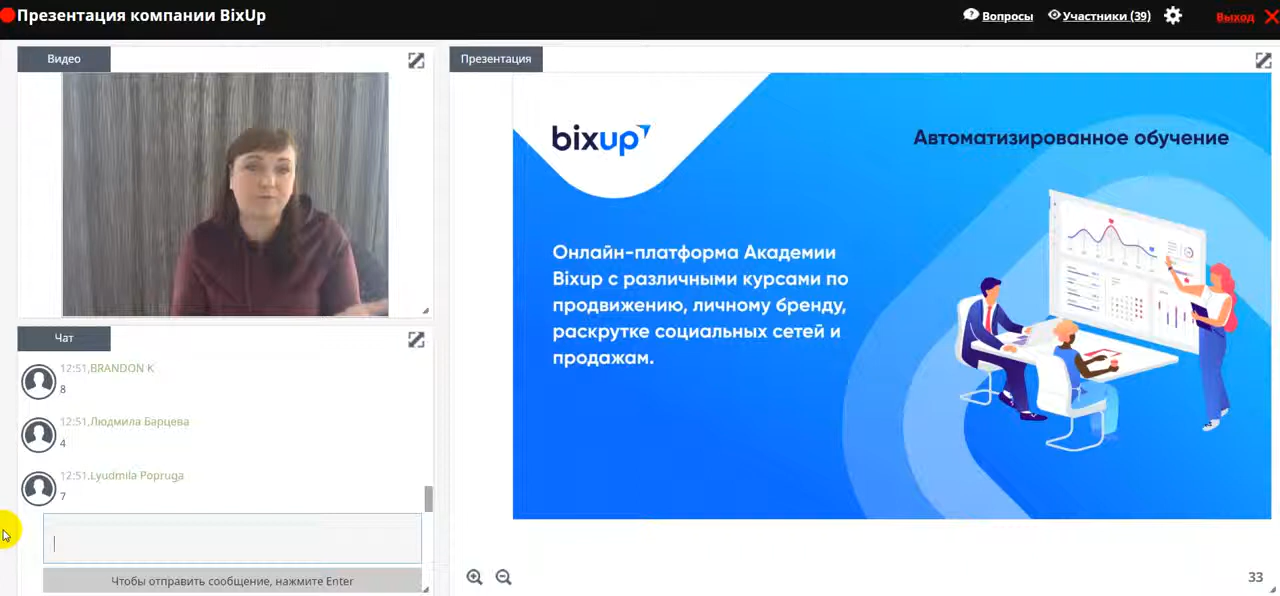 Презентация компании BixUp
Вопросы
Участники (39)
Выход
Видео
Презентация
bixup
Автоматизированное обучение
Онлайн-платформа Академии
Bixup с различными курсами по
продвижению, личному бренду,
раскрутке социальных сетей и
продажам.
Чат
12:51,BRANDON K
8
12:51,Людмила Барцева
4
12:51,Lyudmila Popruga
7
Чтобы отправить сообщение, нажмите Enter
33